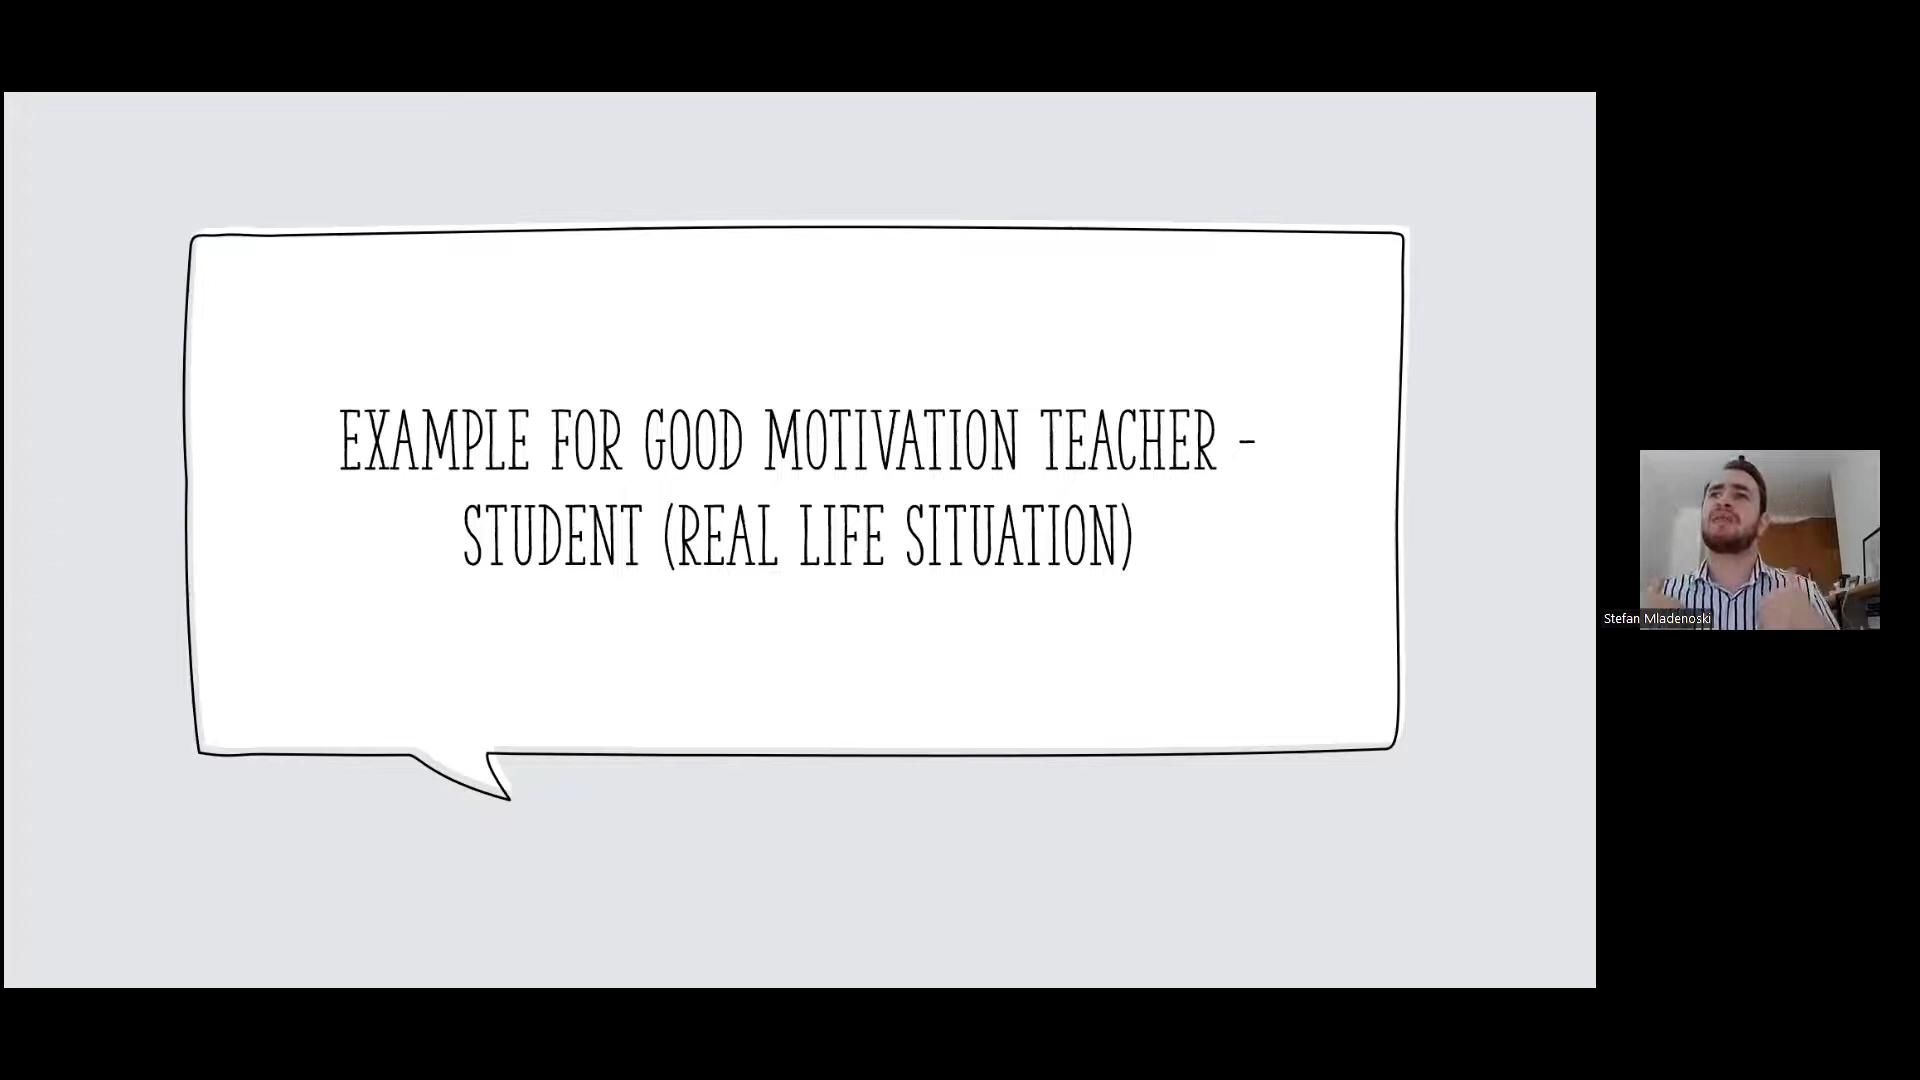 EXAMPLE FOR GOOD MOTIVATION TEACHER -
STUDENT (REAL LIFE SITUATION)
Stefan Mladenoski